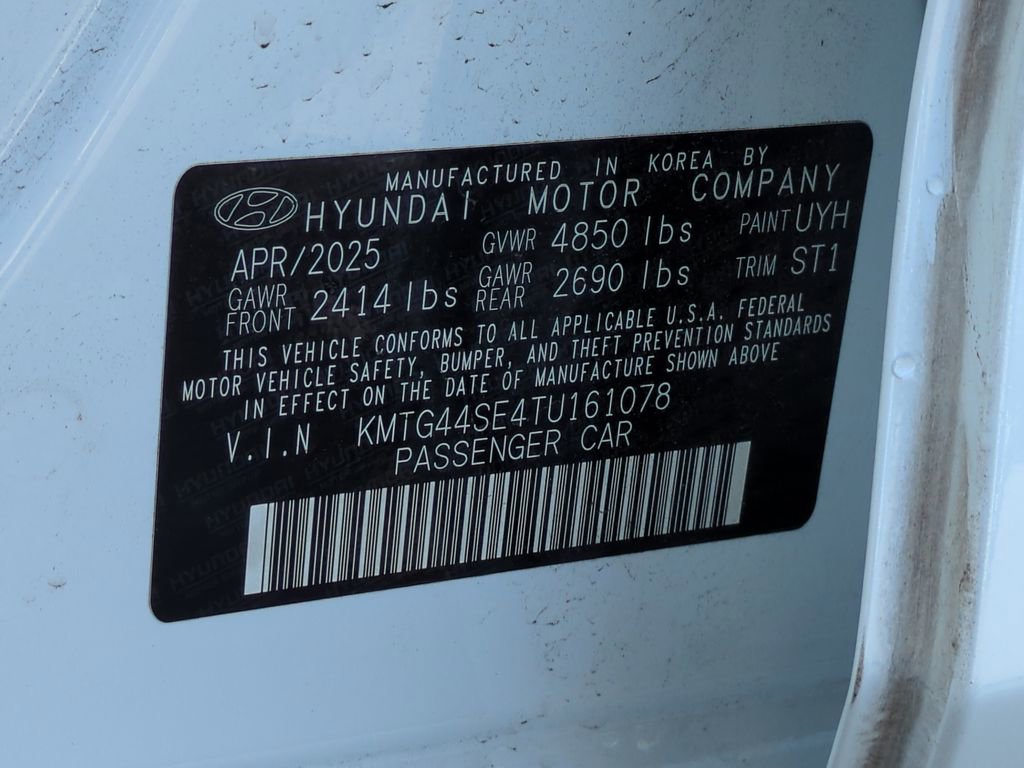 MANUFACTURED IN KOREA BY
HYUNDAI MOTOR COMPANY
APR/2025 GVWR 4850 lbs PAINT UYH
GAWR FRONT 2414 lbs GAWR REAR 2690 lbs TRIM ST1
THIS VEHICLE CONFORMS TO ALL APPLICABLE U.S.A. FEDERAL
MOTOR VEHICLE SAFETY, BUMPER, AND THEFT PREVENTION STANDARDS
IN EFFECT ON THE DATE OF MANUFACTURE SHOWN ABOVE
V.I.N KMTG44SE4TU161078
PASSENGER CAR